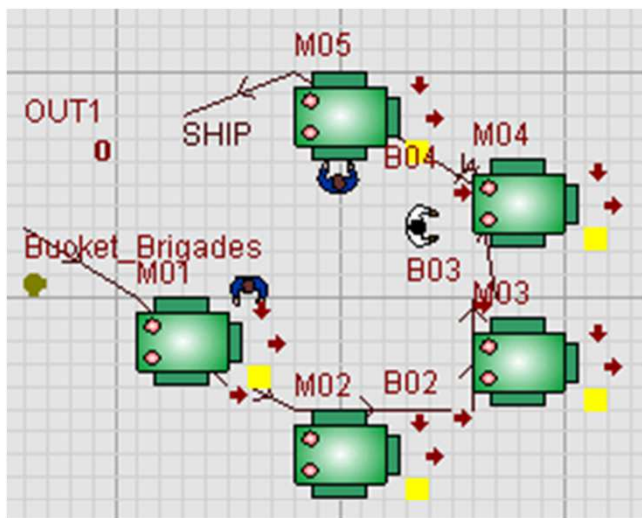 M05
OUT1
SHIP
0
B04
M04
Bucket_Brigades
M01
B03
M03
M02
B02